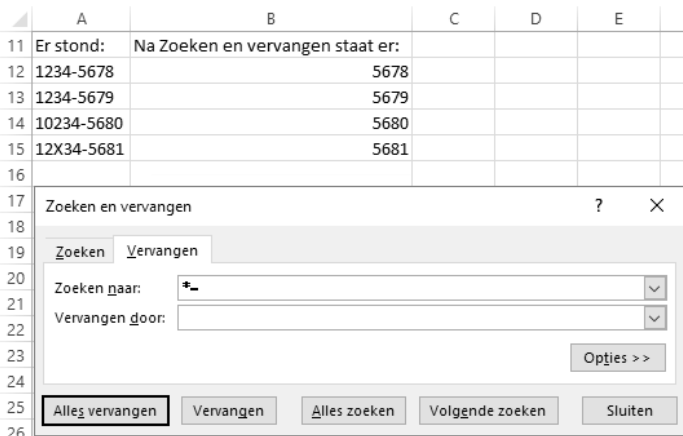 A B C D E
11 Er stond: Na Zoeken en vervangen staat er:
12 1234-5678 5678
13 1234-5679 5679
14 10234-5680 5680
15 12X34-5681 5681
16
17 Zoeken en vervangen ? ×
18
19 Zoeken Vervangen
20 Zoeken naar: *-
21
22 Vervangen door:
23 Opties >>
24
25 Alles vervangen Vervangen Alles zoeken Volgende zoeken Sluiten
26